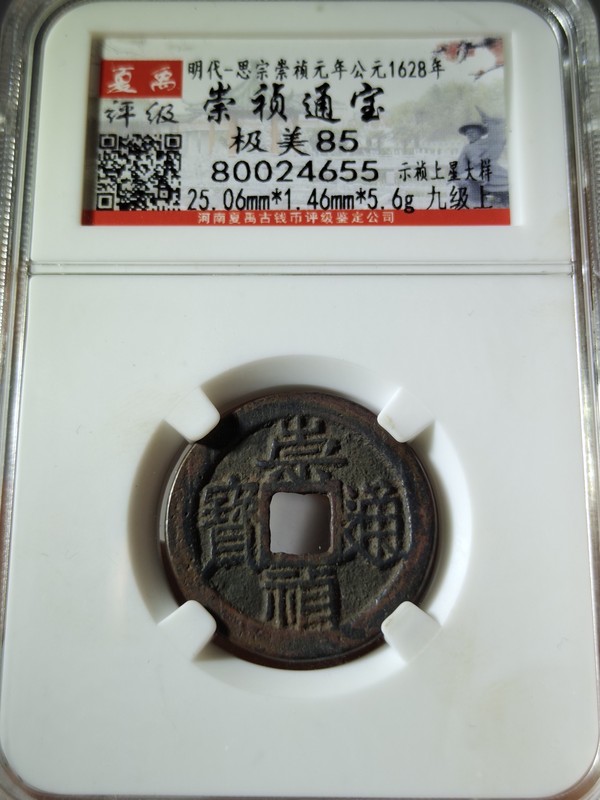 夏禹
评级
明代-思宗崇祯元年公元1628年
崇祯通宝
极美85
80024655 示祯上星大样
25.06mm*1.46mm*5.6g 九级上
河南夏禹古钱币评级鉴定公司
崇禎通寶